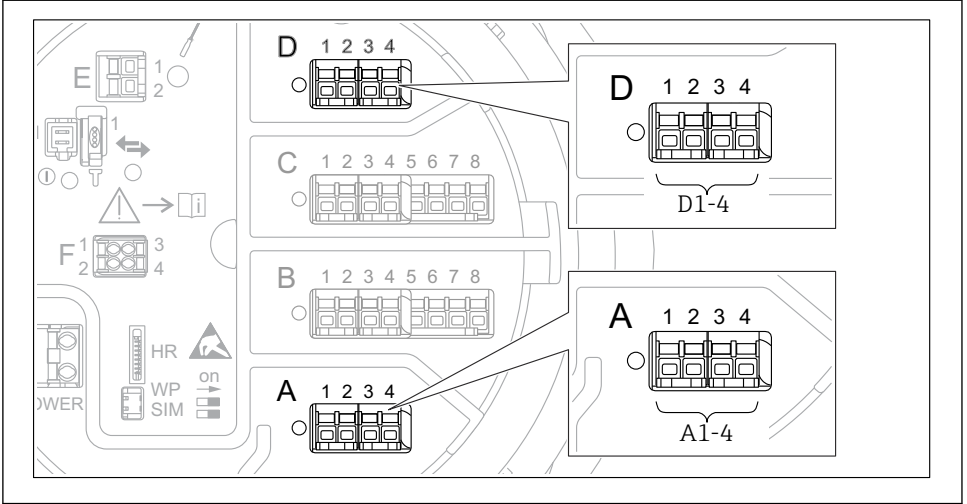 D 1 2 3 4
E 1
2
D 1 2 3 4
D1-4
1
C 1 2 3 4 5 6 7 8
i
F 1 3
2 4
B 1 2 3 4 5 6 7 8
A 1 2 3 4
A1-4
HR
WP on
SIM
OWER
A 1 2 3 4